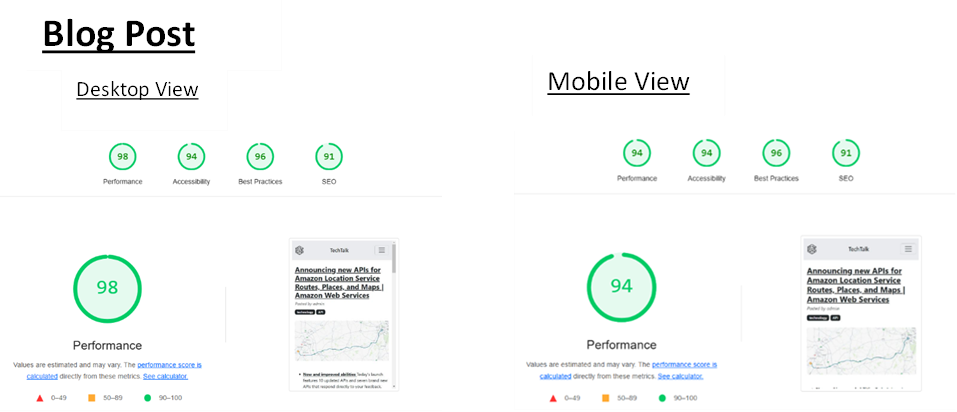 Blog Post
Desktop View
98 94 96 91
Performance Accessibility Best Practices SEO
98
Performance
Values are estimated and may vary. The performance score is
calculated directly from these metrics. See calculator.
0–49 50–89 90–100
TechTalk
Announcing new APIs for
Amazon Location Service
Routes, Places, and Maps |
Amazon Web Services
Posted by admin
technology API
New and improved abilities Today's launch
features 10 updated APIs and seven brand new
APIs that respond directly to your feedback.
Mobile View
94 94 96 91
Performance Accessibility Best Practices SEO
94
Performance
Values are estimated and may vary. The performance score is
calculated directly from these metrics. See calculator.
0–49 50–89 90–100
TechTalk
Announcing new APIs for
Amazon Location Service
Routes, Places, and Maps |
Amazon Web Services
Posted by admin
technology API